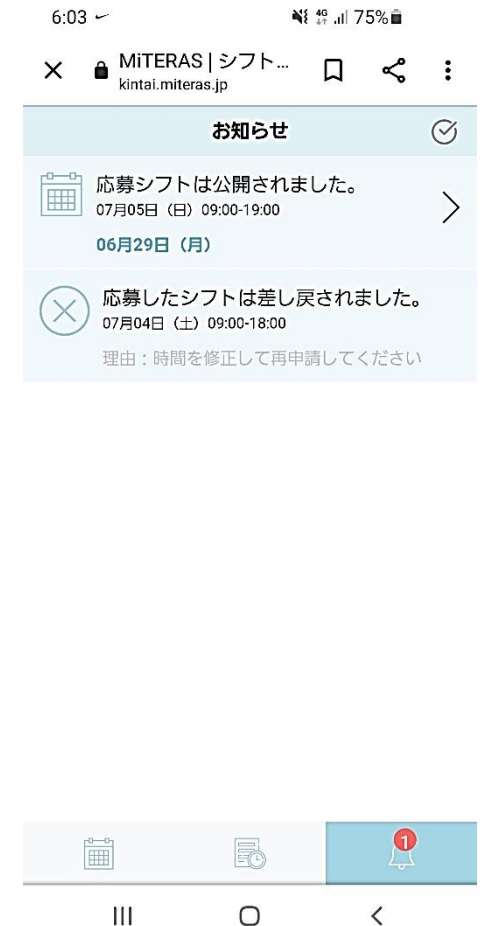 6:03
4G
75%
MiTERAS | シフト...
kintai.miteras.jp
お知らせ
応募シフトは公開されました。
07月05日（日）09:00-19:00
06月29日（月）
応募したシフトは差し戻されました。
07月04日（土）09:00-18:00
理由：時間を修正して再申請してください
1